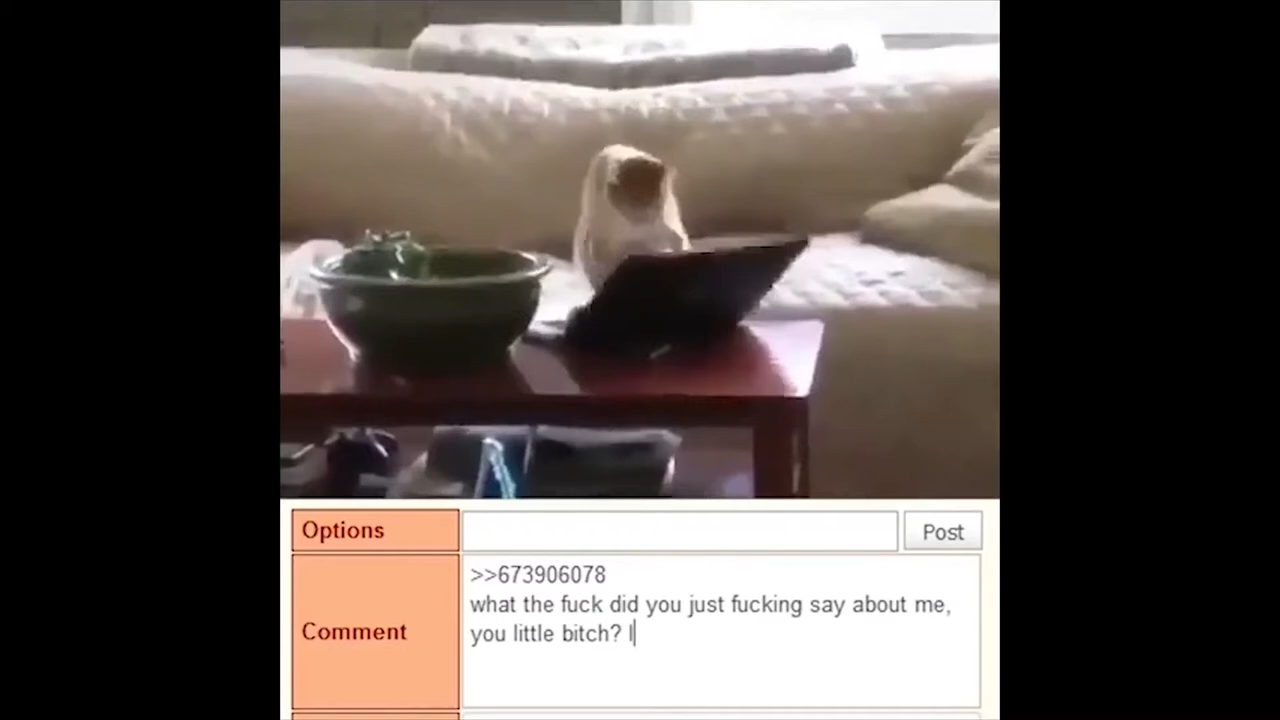 Options
Post
Comment
>>673906078
what the fuck did you just fucking say about me,
you little bitch? I